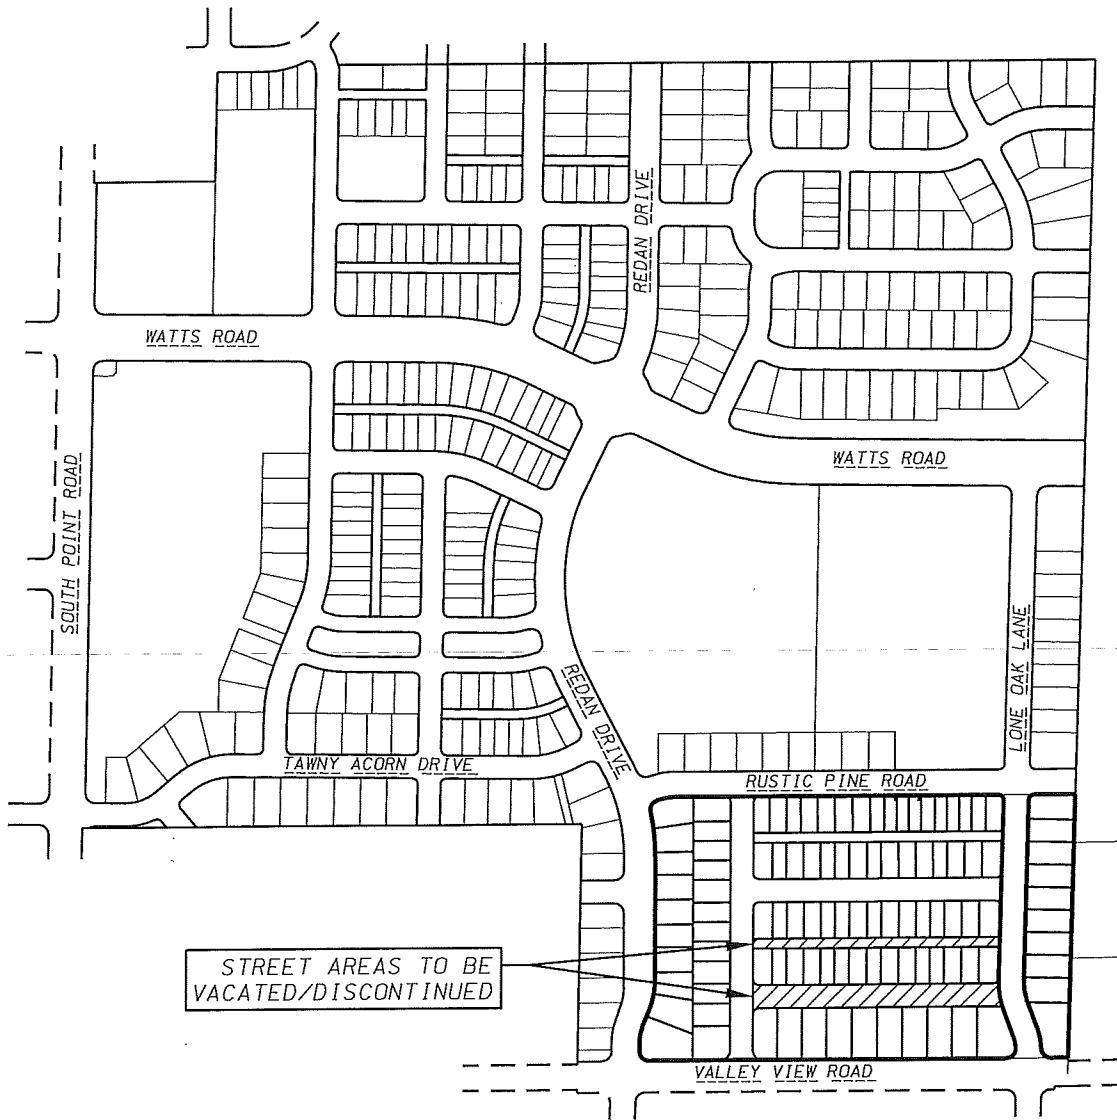 REDAN DRIVE
WATTS ROAD
WATTS ROAD
SOUTH POINT ROAD
LONE OAK LANE
REDAN DRIVE
TAWNY ACORN DRIVE
RUSTIC PINE ROAD
STREET AREAS TO BE
VACATED/DISCONTINUED
VALLEY VIEW ROAD